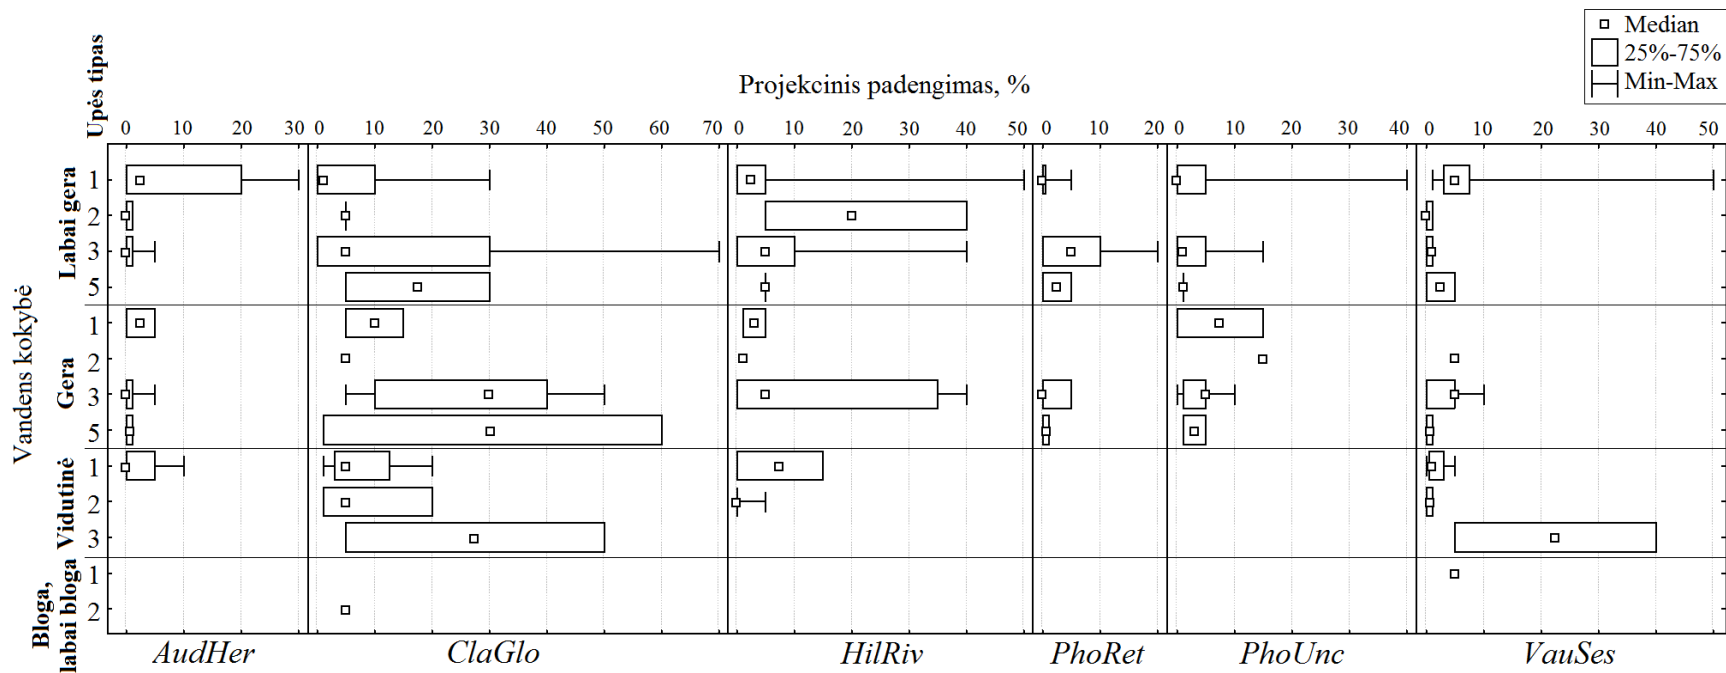 Median
25%-75%
Min-Max
Projekcinis padengimas, %
Upės tipas
0 10 20 30 0 10 20 30 40 50 60 70 0 10 20 30 40 50 0 10 20 0 10 20 30 40 0 10 20 30 40 50
Vandens kokybė
Labai gera
1
2
3
5
Gera
1
2
3
5
Vidutinė
1
2
3
Bloga,
labai bloga
1
2
AudHer ClaGlo HilRiv PhoRet PhoUnc VauSes